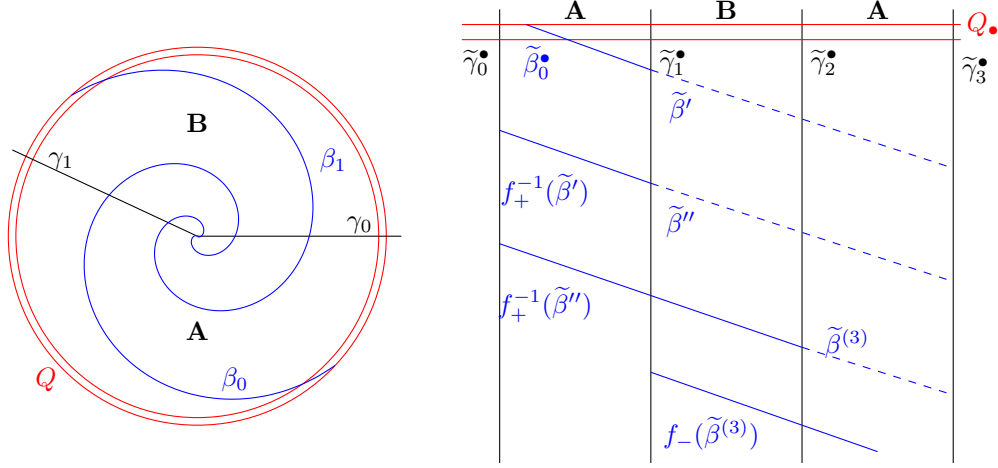 B
γ₁
β₁
γ₀
A
Q
β₀
A B A
Q•
γ̃₀• β̃₀• γ̃₁• γ̃₂• γ̃₃•
β̃′
f₊⁻¹(β̃′)
β̃″
f₊⁻¹(β̃″)
β̃⁽³⁾
f₋(β̃⁽³⁾)